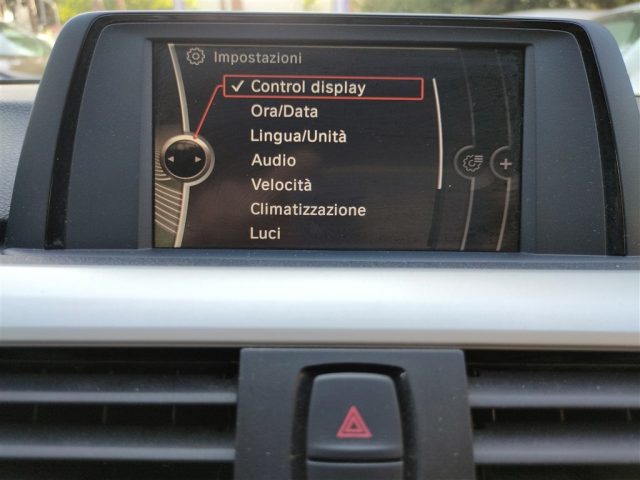 Impostazioni
✓ Control display
Ora/Data
Lingua/Unità
Audio
Velocità
Climatizzazione
Luci